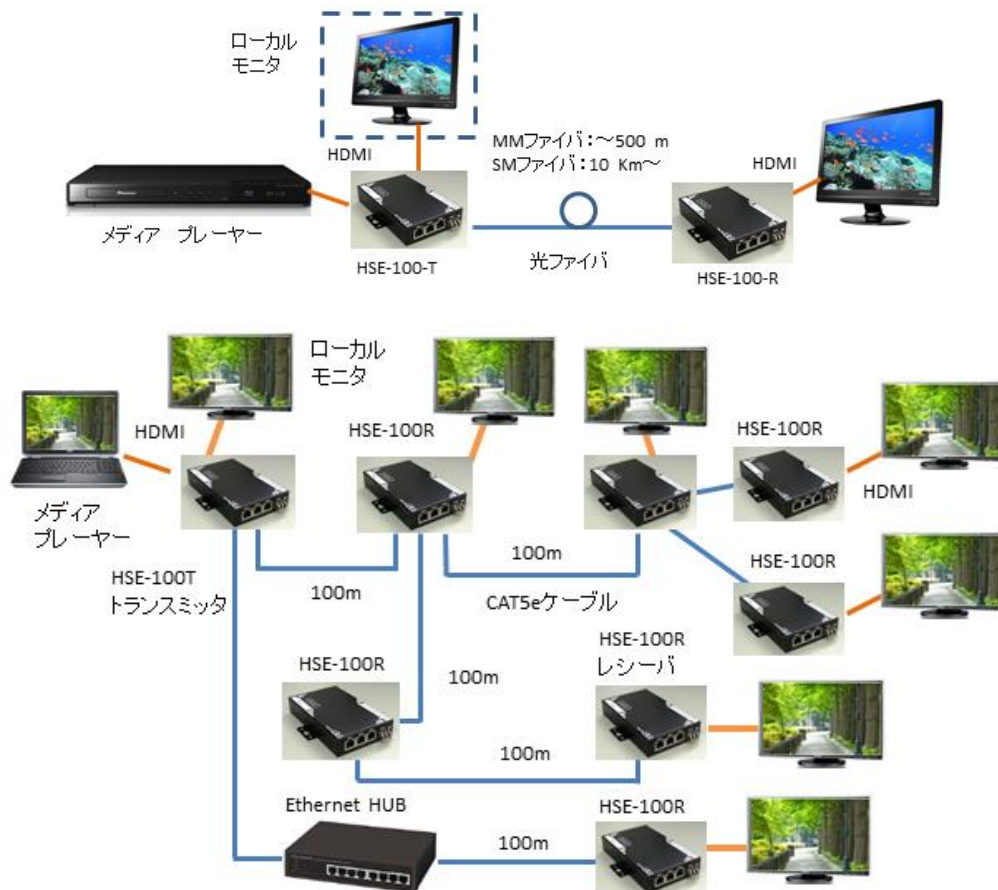 ローカル
モニタ
HDMI
MMファイバ：～500 m
SMファイバ：10 Km～
HDMI
メディア プレーヤー
HSE-100-T
光ファイバ
HSE-100-R
ローカル
モニタ
HDMI
HSE-100R
HSE-100R
HDMI
メディア
プレーヤー
HSE-100T
トランスミッタ
100m
100m
CAT5eケーブル
HSE-100R
HSE-100R
100m
HSE-100R
レシーバ
100m
Ethernet HUB
HSE-100R
100m